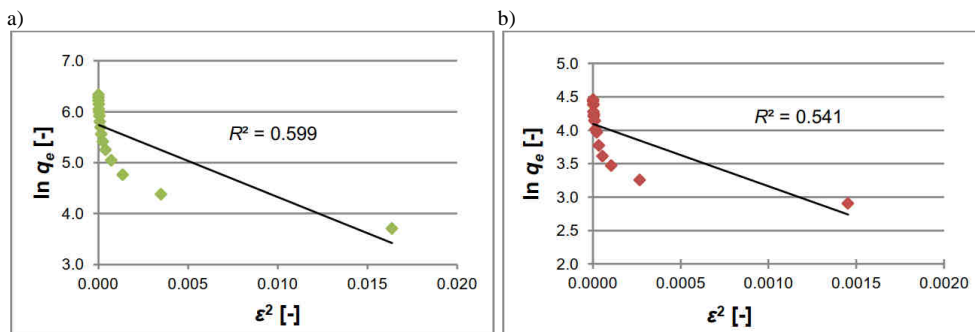 a)
b)
7.0
6.0
5.0
4.0
3.0
ln qe [-]
R² = 0.599
0.000 0.005 0.010 0.015 0.020
ε² [-]
5.0
4.5
4.0
3.5
3.0
2.5
2.0
ln qe [-]
R² = 0.541
0.0000 0.0005 0.0010 0.0015 0.0020
ε² [-]